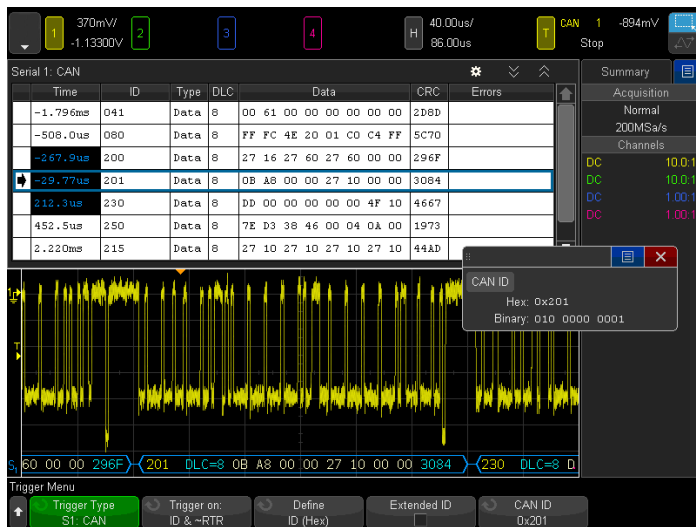 1 370mV/ 2 3 4 H 40.00us/ T CAN 1 -894mV
-1.13300V 86.00us Stop
Serial 1: CAN Summary
Time ID Type DLC Data CRC Errors
-1.796ms 041 Data 8 00 61 00 00 00 00 00 00 2D8D
-508.0us 080 Data 8 FF FC 4E 20 01 C0 C4 FF 5C70
-267.9us 200 Data 8 27 16 27 60 27 60 00 00 296F
-29.77us 201 Data 8 0B A8 00 00 27 10 00 00 3084
212.3us 230 Data 8 DD 00 00 00 00 00 4F 10 4667
452.5us 250 Data 8 7E D3 38 46 00 04 0A 00 1973
2.220ms 215 Data 8 27 10 27 10 27 10 27 10 44AD
Acquisition
Normal
200MSa/s
Channels
DC 10.0:1
DC 10.0:1
DC 1.00:1
DC 1.00:1
CAN ID
Hex: 0x201
Binary: 010 0000 0001
1
T
S1 60 00 00 296F 201 DLC=8 0B A8 00 00 27 10 00 00 3084 230 DLC=8 D
Trigger Menu
Trigger Type
S1: CAN
Trigger on:
ID & ~RTR
Define
ID (Hex)
Extended ID
CAN ID
0x201